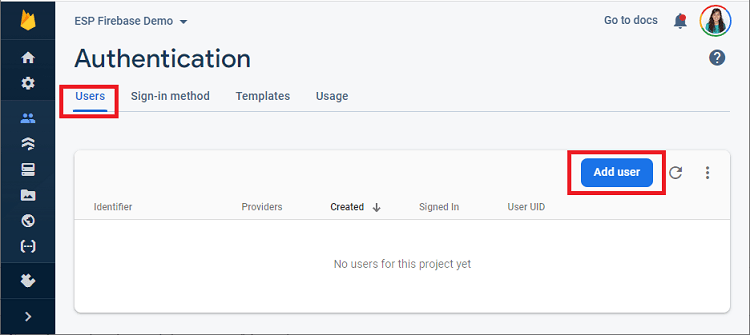 ESP Firebase Demo
Go to docs
Authentication
Users Sign-in method Templates Usage
Add user
Identifier Providers Created Signed In User UID
No users for this project yet